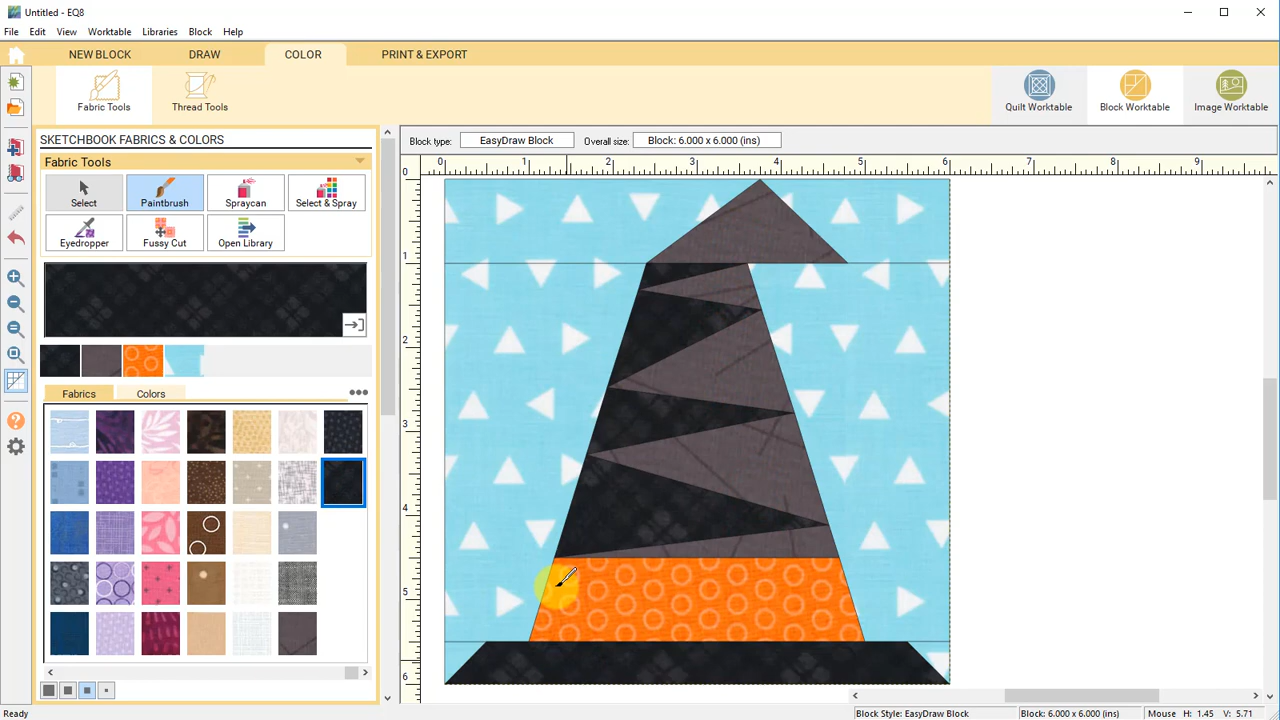 Untitled - EQ8
File Edit View Worktable Libraries Block Help
NEW BLOCK DRAW COLOR PRINT & EXPORT
Fabric Tools Thread Tools Quilt Worktable Block Worktable Image Worktable
SKETCHBOOK FABRICS & COLORS
Block type: EasyDraw Block Overall size: Block: 6.000 x 6.000 (ins)
Fabric Tools
0 1 2 3 4 5 6 7 8 9
Select Paintbrush Spraycan Select & Spray
Eyedropper Fussy Cut Open Library
Fabrics Colors
0
1
2
3
4
5
6
Ready Block Style: EasyDraw Block Block: 6.000 x 6.000 (ins) Mouse H: 1.45 V: 5.71